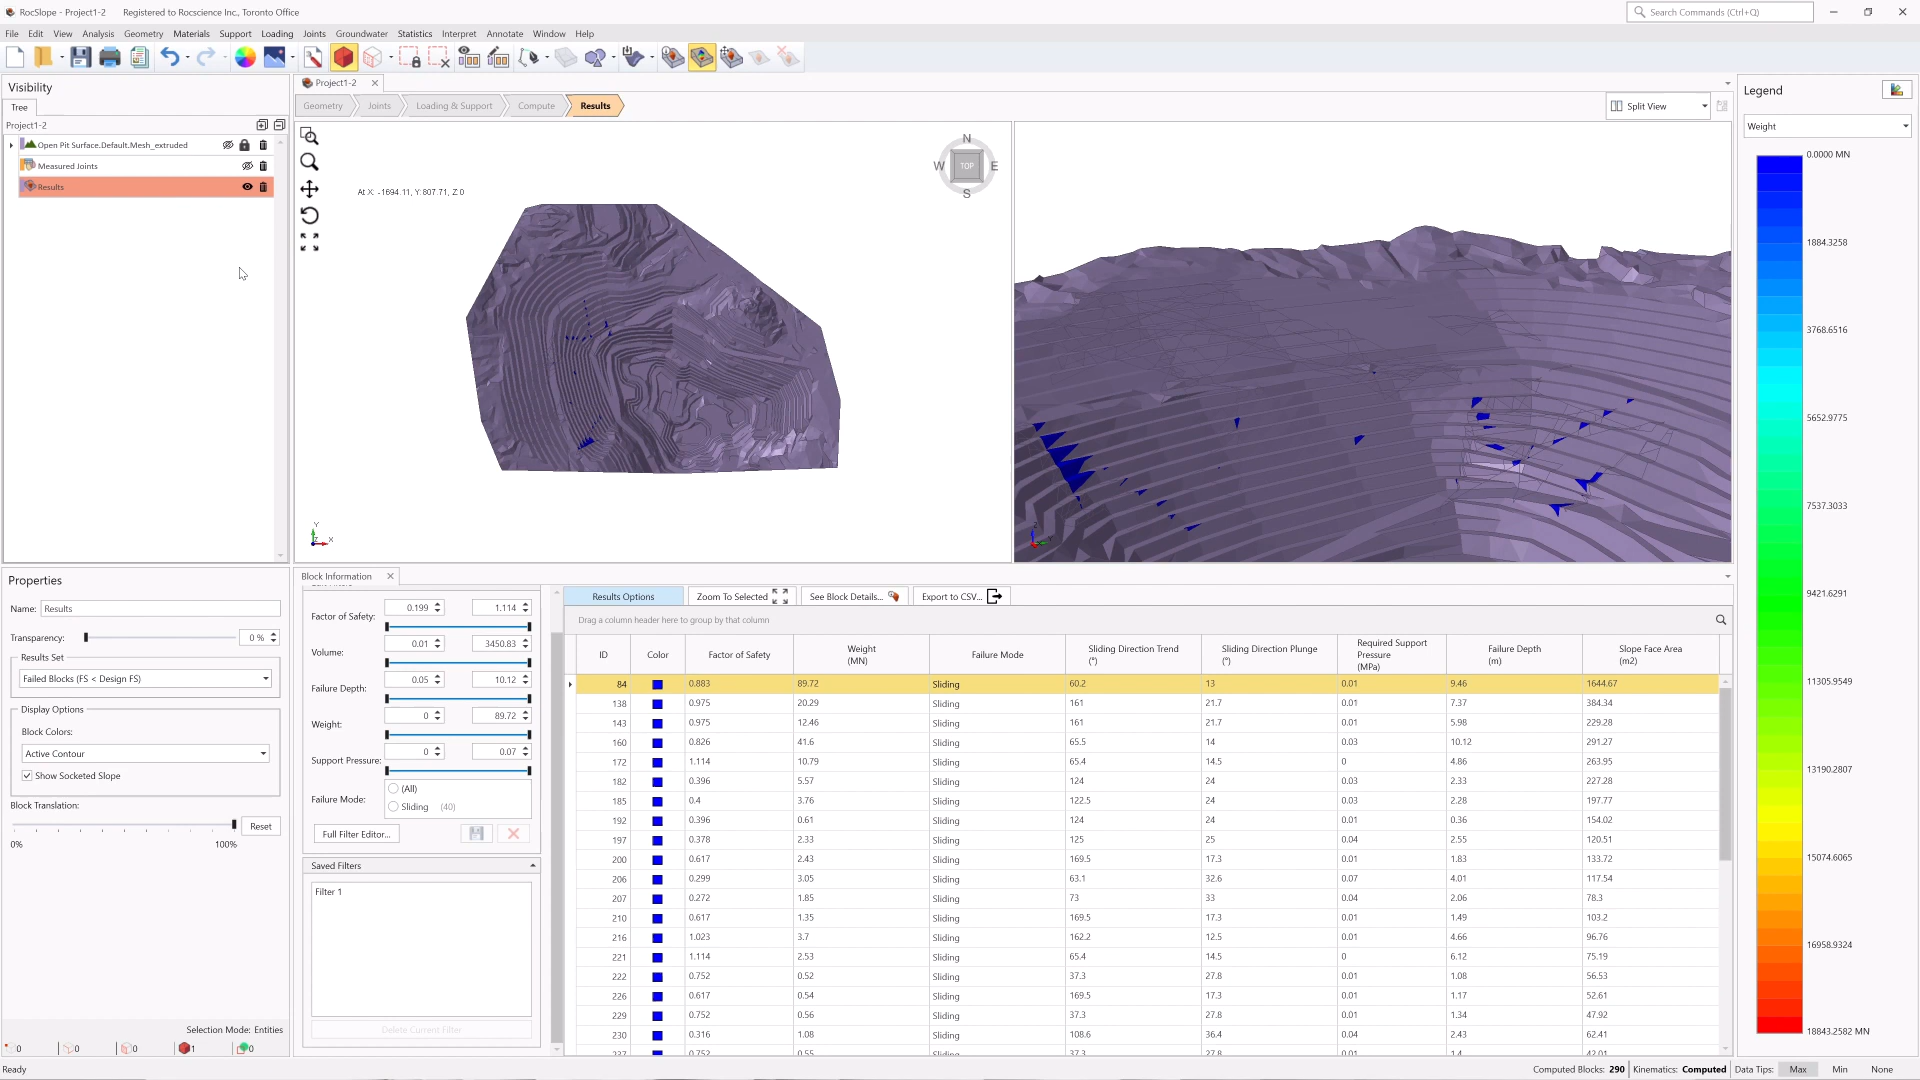 RocSlope - Project1-2 Registered to Rocscience Inc., Toronto Office
Search Commands (Ctrl+Q)
File Edit View Analysis Geometry Materials Support Loading Joints Groundwater Statistics Interpret Annotate Window Help
Visibility
Tree
Project1-2
Open Pit Surface.Default.Mesh_extruded
Measured Joints
Results
Project1-2
Geometry Joints Loading & Support Compute Results
Split View
At X: -1694.11, Y: 807.71, Z:0
N
W TOP E
S
Y
Z X
Legend
Weight
0.0000 MN
1884.3258
3768.6516
5652.9775
7537.3033
9421.6291
11305.9549
13190.2807
15074.6065
16958.9324
18843.2582 MN
Properties
Name: Results
Transparency: 0 %
Results Set
Failed Blocks (FS < Design FS)
Display Options
Block Colors:
Active Contour
Show Socketed Slope
Block Translation:
Reset
0% 100%
Selection Mode: Entities
0 0 0 1 0
Block Information
Factor of Safety: 0.199 1.114
Volume: 0.01 3450.83
Failure Depth: 0.05 10.12
Weight: 0 89.72
Support Pressure: 0 0.07
Failure Mode: (All)
Sliding (40)
Full Filter Editor...
Saved Filters
Filter 1
Delete Current Filter
Results Options Zoom To Selected See Block Details... Export to CSV...
Drag a column header here to group by that column
ID Color Factor of Safety Weight (MN) Failure Mode Sliding Direction Trend (°) Sliding Direction Plunge (°) Required Support Pressure (MPa) Failure Depth (m) Slope Face Area (m2)
84 0.883 89.72 Sliding 60.2 13 0.01 9.46 1644.67
138 0.975 20.29 Sliding 161 21.7 0.01 7.37 384.34
143 0.975 12.46 Sliding 161 21.7 0.01 5.98 229.28
160 0.826 41.6 Sliding 65.5 14 0.03 10.12 291.27
172 1.114 10.79 Sliding 65.4 14.5 0 4.86 263.95
182 0.396 5.57 Sliding 124 24 0.03 2.33 227.28
185 0.4 3.76 Sliding 122.5 24 0.03 2.28 197.77
192 0.396 0.61 Sliding 124 24 0.01 0.36 154.02
197 0.378 2.33 Sliding 125 25 0.04 2.55 120.51
200 0.617 2.43 Sliding 169.5 17.3 0.01 1.83 133.72
206 0.299 3.05 Sliding 63.1 32.6 0.07 4.01 117.54
207 0.272 1.85 Sliding 73 33 0.04 2.06 78.3
210 0.617 1.35 Sliding 169.5 17.3 0.01 1.49 103.2
216 1.023 3.7 Sliding 162.2 12.5 0.01 4.66 96.76
221 1.114 2.53 Sliding 65.4 14.5 0 6.12 75.19
222 0.752 0.52 Sliding 37.3 27.8 0.01 1.08 56.53
226 0.617 0.54 Sliding 169.5 17.3 0.01 1.17 52.61
229 0.752 0.56 Sliding 37.3 27.8 0.01 1.34 47.92
230 0.316 1.08 Sliding 108.6 36.4 0.04 2.43 62.41
237 0.752 0.55 Sliding 37.3 27.8 0.01 1.4 42.01
Ready
Computed Blocks: 290 Kinematics: Computed Data Tips: Max Min None